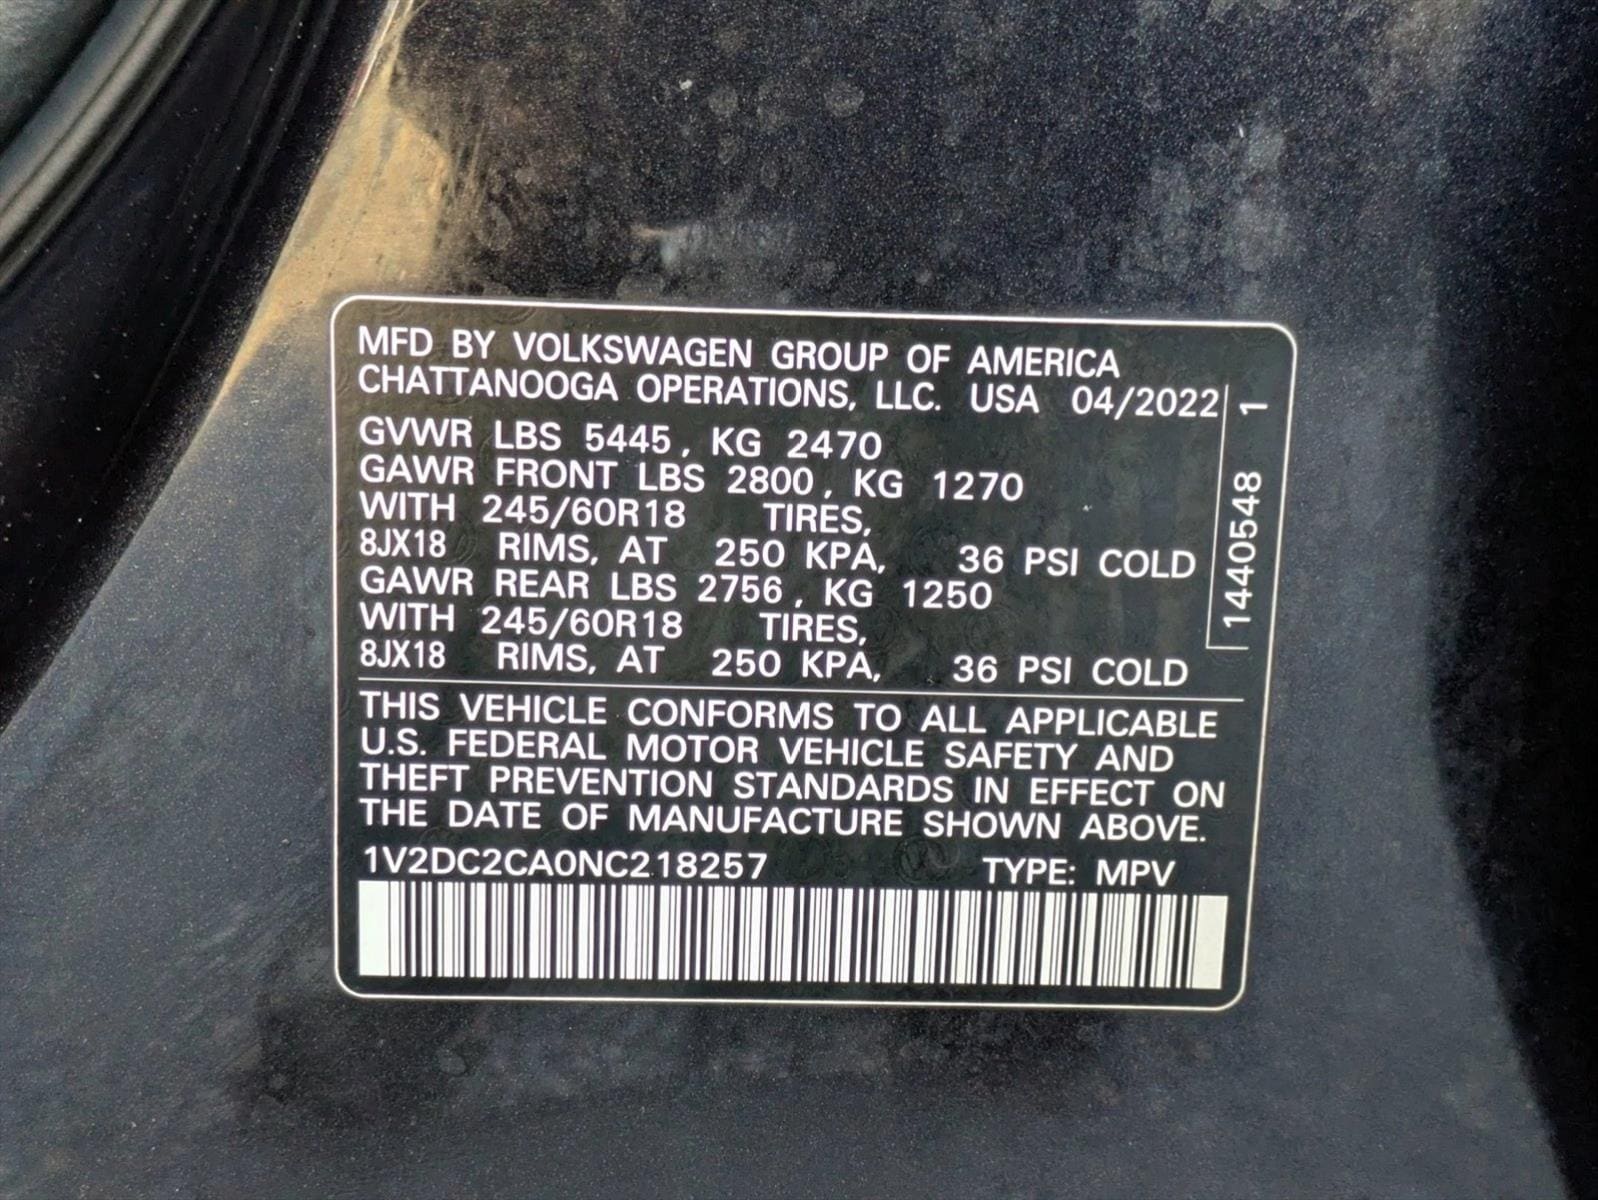 MFD BY VOLKSWAGEN GROUP OF AMERICA
CHATTANOOGA OPERATIONS, LLC. USA 04/2022
GVWR LBS 5445, KG 2470
GAWR FRONT LBS 2800, KG 1270
WITH 245/60R18 TIRES,
8JX18 RIMS, AT 250 KPA, 36 PSI COLD
GAWR REAR LBS 2756, KG 1250
WITH 245/60R18 TIRES,
8JX18 RIMS, AT 250 KPA, 36 PSI COLD
1440548 1
THIS VEHICLE CONFORMS TO ALL APPLICABLE
U.S. FEDERAL MOTOR VEHICLE SAFETY AND
THEFT PREVENTION STANDARDS IN EFFECT ON
THE DATE OF MANUFACTURE SHOWN ABOVE.
1V2DC2CA0NC218257 TYPE: MPV